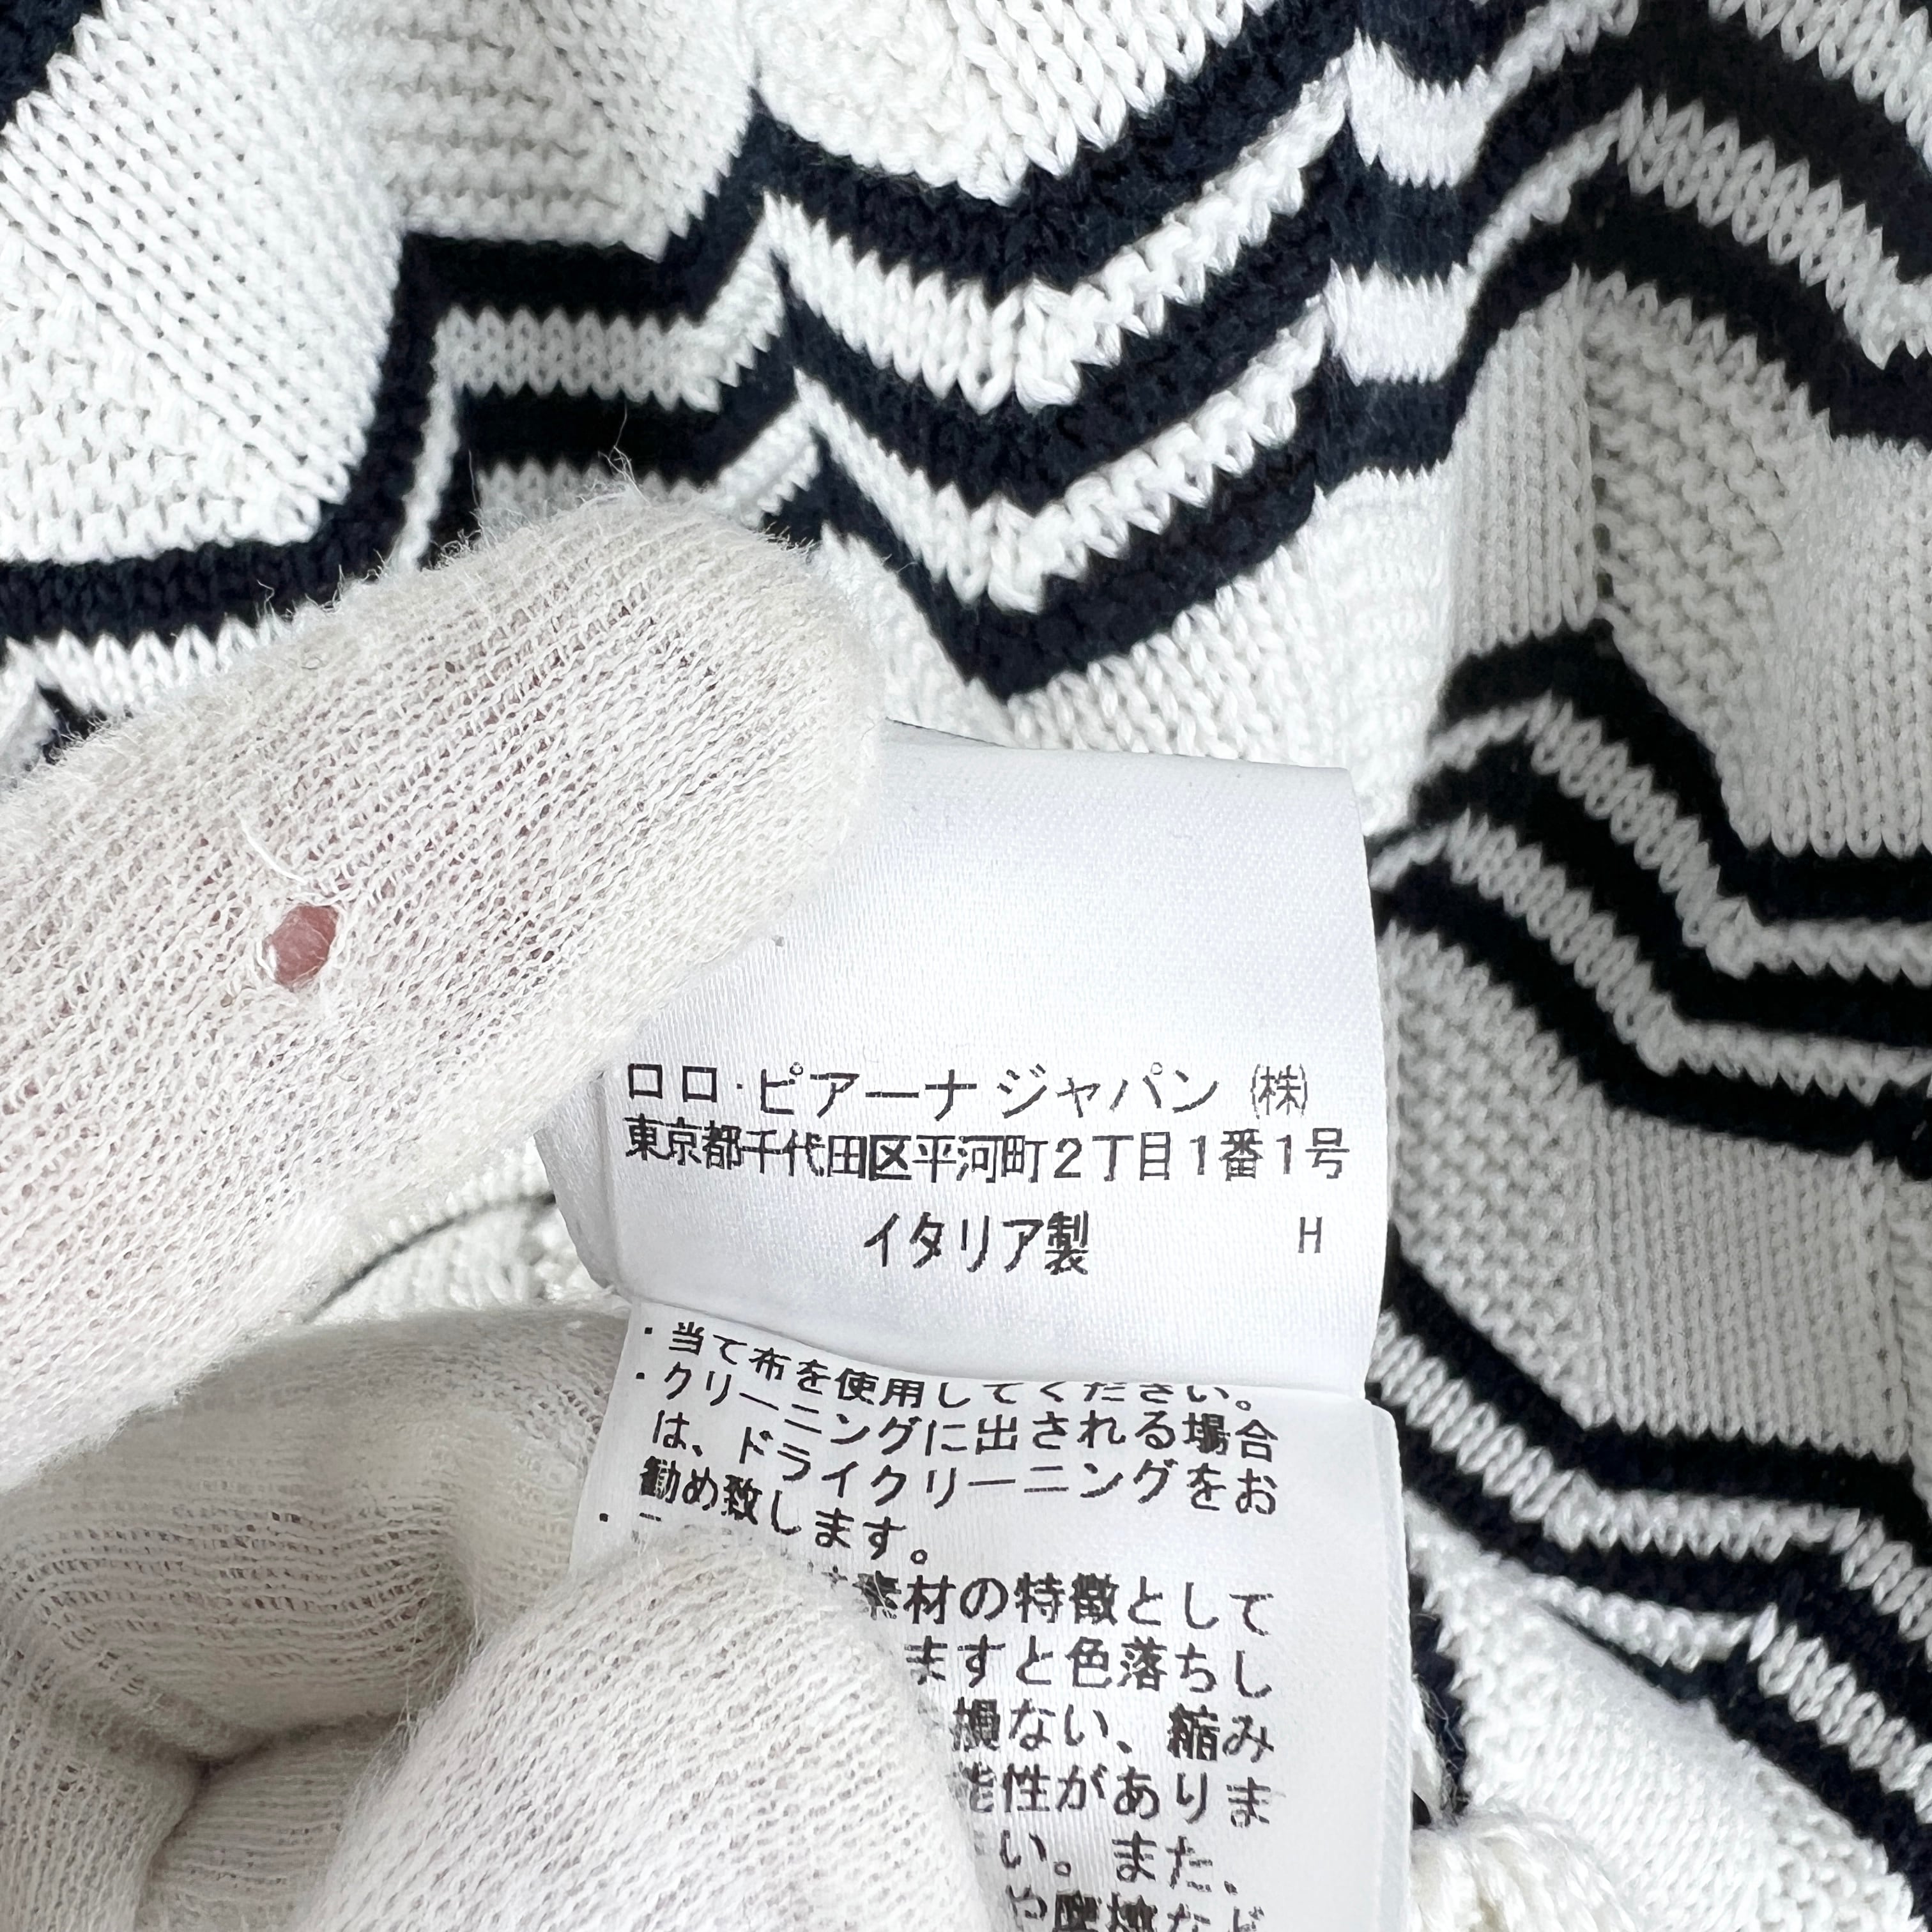 ロロ・ピアーナ ジャパン ㈱
東京都千代田区平河町2丁目1番1号
イタリア製 H
・当て布を使用してください。
・クリーニングに出される場合
は、ドライクリーニングをお
勧め致します。
素材の特徴として
ますと色落ちし
損ない、縮み
能性がありま
い。また、